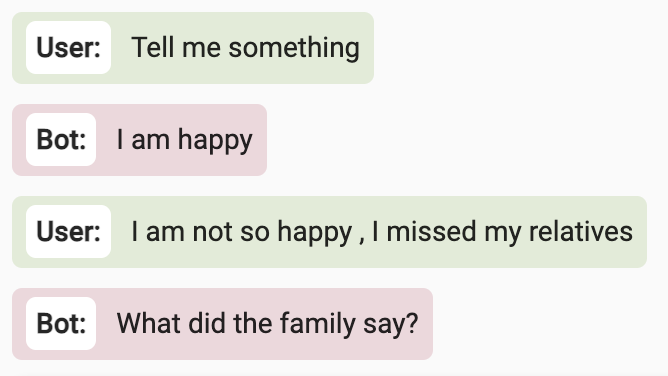 User: Tell me something
Bot: I am happy
User: I am not so happy , I missed my relatives
Bot: What did the family say?